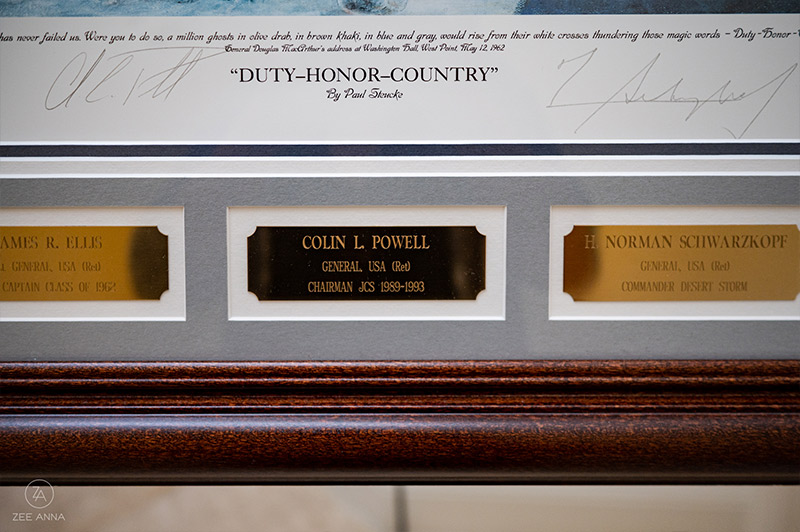 has never failed us. Were you to do so, a million ghosts in olive drab, in brown khaki, in blue and gray, would rise from their white crosses thundering those magic words – Duty-Honor-
General Douglas MacArthur's address at Washington Hall, West Point, May 12, 1962
“DUTY–HONOR–COUNTRY”
By Paul Steucke
AMES R. ELLIS
GENERAL, USA (Ret)
CAPTAIN CLASS OF 1962
COLIN L. POWELL
GENERAL, USA (Ret)
CHAIRMAN JCS 1989-1993
H. NORMAN SCHWARZKOPF
GENERAL, USA (Ret)
COMMANDER DESERT STORM
ZEE ANNA